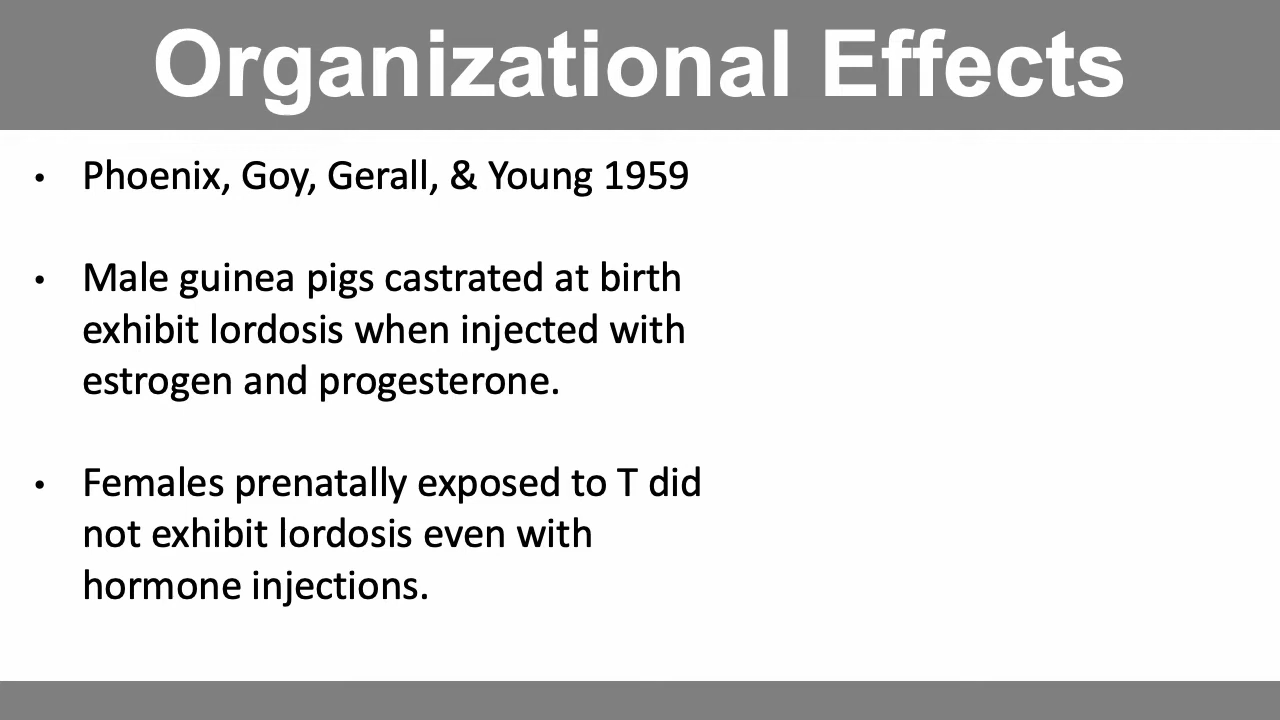 Organizational Effects
• Phoenix, Goy, Gerall, & Young 1959
• Male guinea pigs castrated at birth
exhibit lordosis when injected with
estrogen and progesterone.
• Females prenatally exposed to T did
not exhibit lordosis even with
hormone injections.